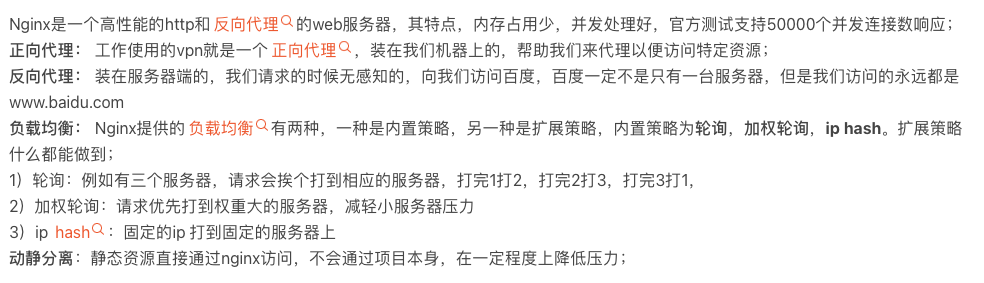 Nginx是一个高性能的http和反向代理的web服务器，其特点，内存占用少，并发处理好，官方测试支持50000个并发连接数响应；
正向代理： 工作使用的vpn就是一个正向代理，装在我们机器上的，帮助我们来代理以便访问特定资源；
反向代理： 装在服务器端的，我们请求的时候无感知的，向我们访问百度，百度一定不是只有一台服务器，但是我们访问的永远都是
www.baidu.com
负载均衡： Nginx提供的负载均衡有两种，一种是内置策略，另一种是扩展策略，内置策略为轮询，加权轮询，ip hash。扩展策略
什么都能做到；
1）轮询：例如有三个服务器，请求会挨个打到相应的服务器，打完1打2，打完2打3，打完3打1，
2）加权轮询：请求优先打到权重大的服务器，减轻小服务器压力
3）ip hash：固定的ip 打到固定的服务器上
动静分离：静态资源直接通过nginx访问，不会通过项目本身，在一定程度上降低压力；